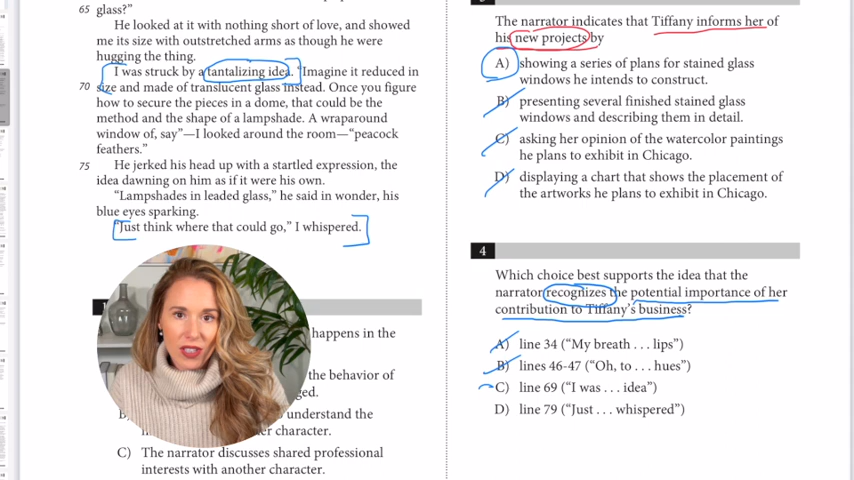 65 glass?"
He looked at it with nothing short of love, and showed
me its size with outstretched arms as though he were
hugging the thing.
I was struck by a tantalizing idea. "Imagine it reduced in
70 size and made of translucent glass instead. Once you figure
how to secure the pieces in a dome, that could be the
method and the shape of a lampshade. A wraparound
window of, say"—I looked around the room—"peacock
feathers."
75 He jerked his head up with a startled expression, the
idea dawning on him as if it were his own.
"Lampshades in leaded glass," he said in wonder, his
blue eyes sparking.
"Just think where that could go," I whispered.
happens in the
the behavior of
understand the
character.
C) The narrator discusses shared professional
interests with another character.
The narrator indicates that Tiffany informs her of
his new projects by
A) showing a series of plans for stained glass
windows he intends to construct.
B) presenting several finished stained glass
windows and describing them in detail.
C) asking her opinion of the watercolor paintings
he plans to exhibit in Chicago.
D) displaying a chart that shows the placement of
the artworks he plans to exhibit in Chicago.
4
Which choice best supports the idea that the
narrator recognizes the potential importance of her
contribution to Tiffany's business?
A) line 34 ("My breath . . . lips")
B) lines 46-47 ("Oh, to . . . hues")
C) line 69 ("I was . . . idea")
D) line 79 ("Just . . . whispered")